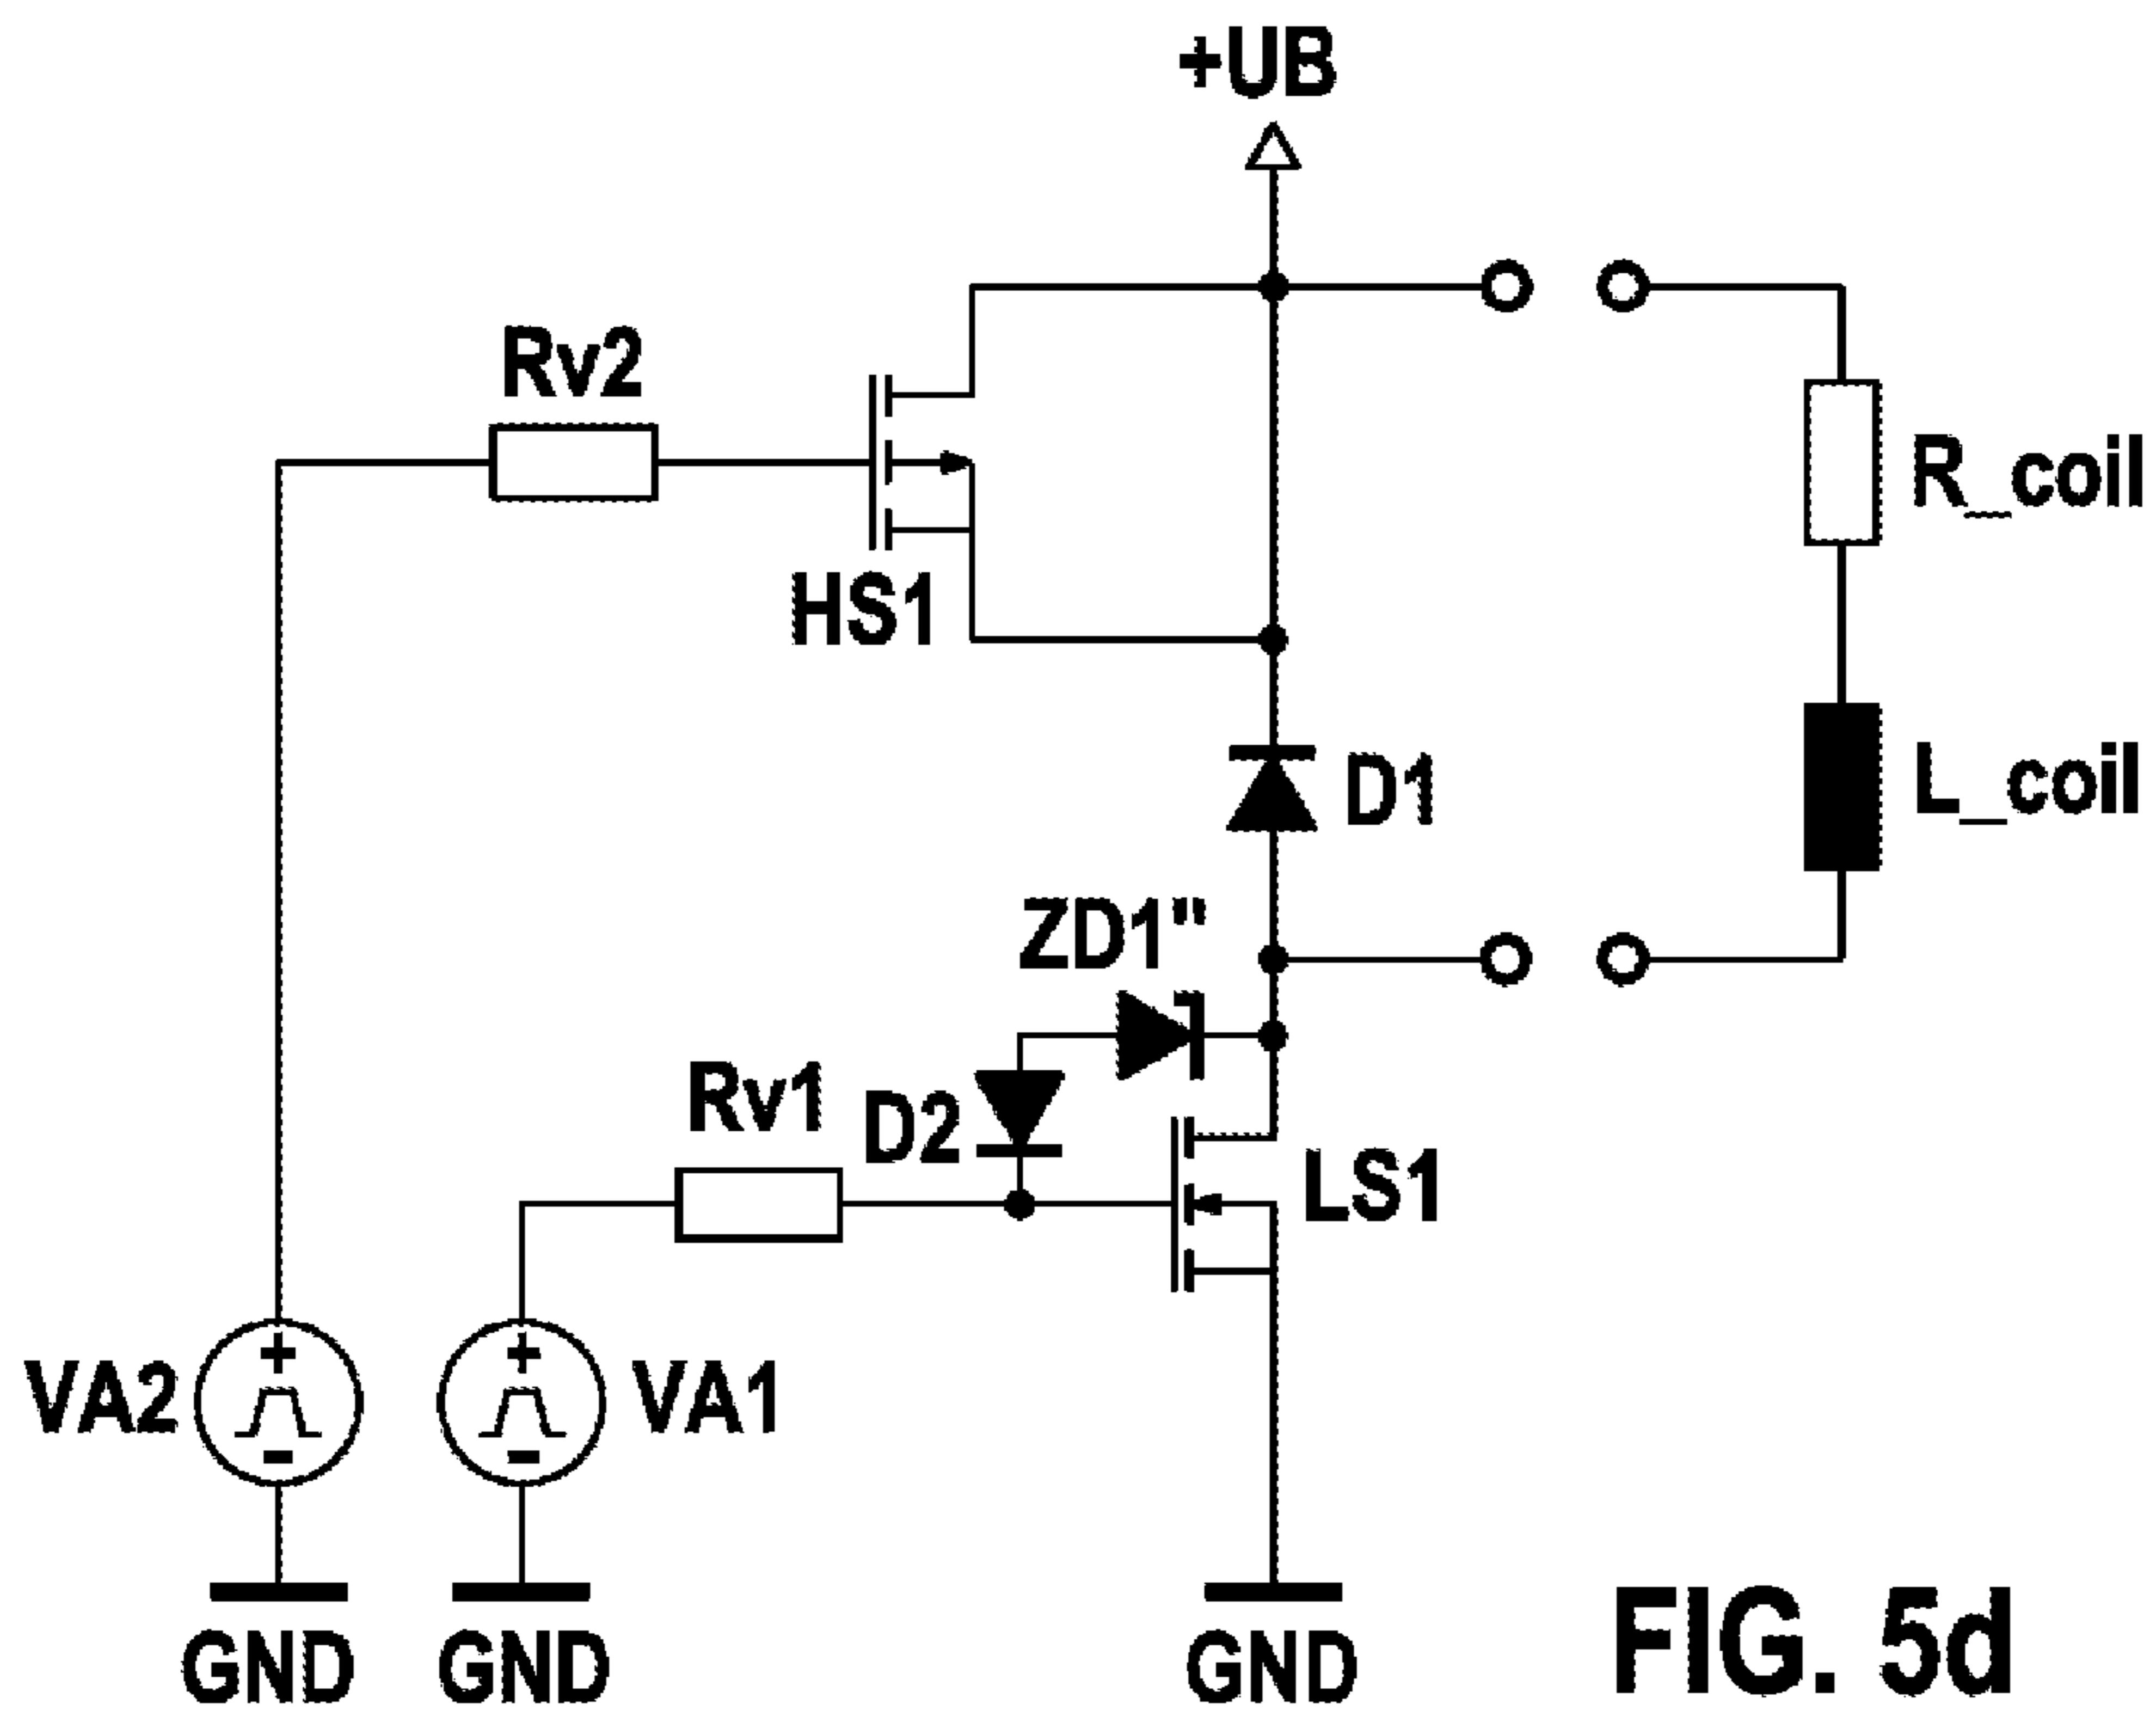 +UB
Rv2
R_coil
HS1
L_coil
D1
ZD1"
Rv1
D2
LS1
VA2
+
-
+
-
VA1
GND
GND
GND
FIG. 5d